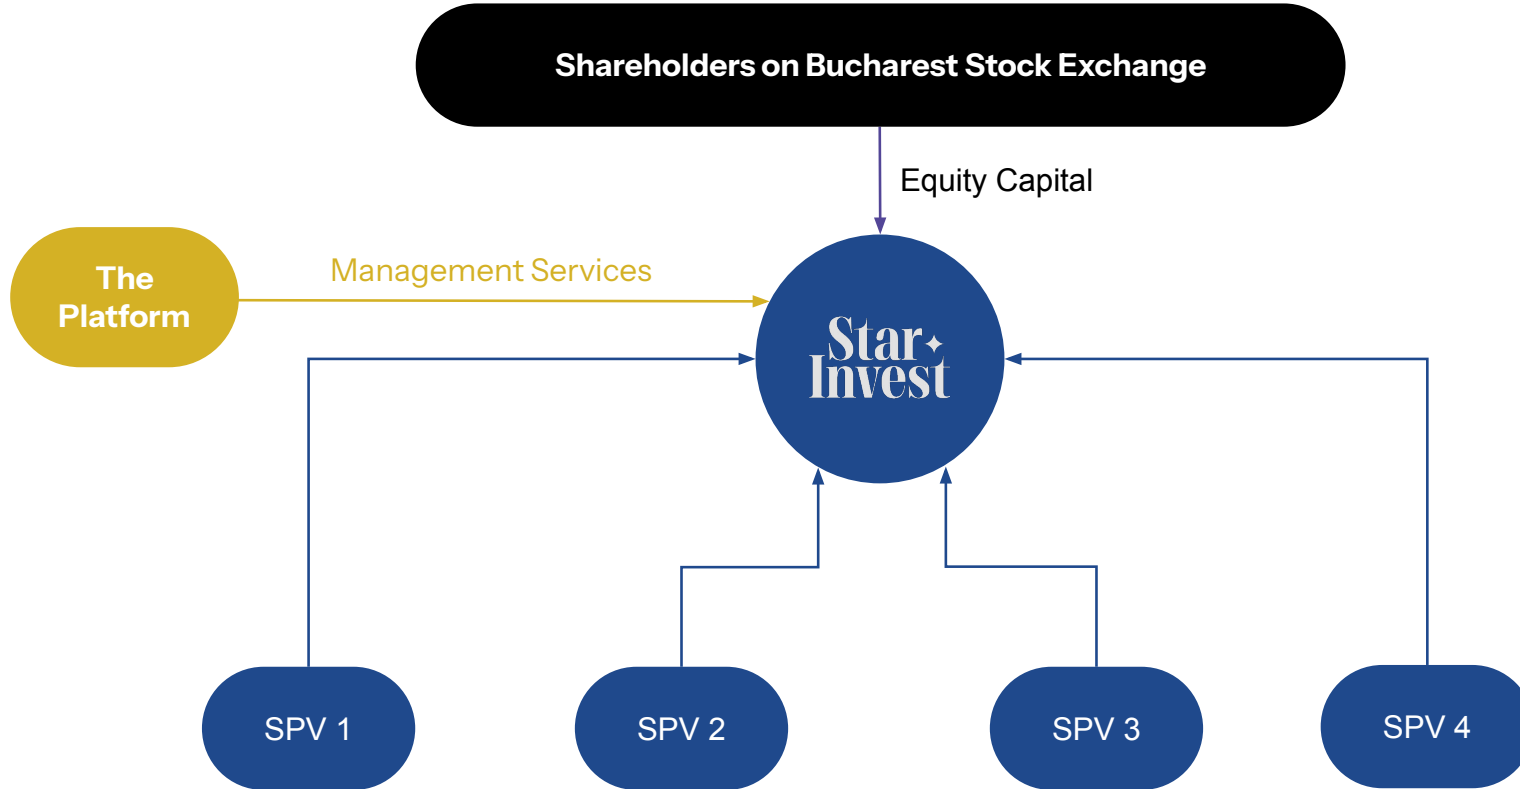 Shareholders on Bucharest Stock Exchange
Equity Capital
The
Platform
Management Services
Star
Invest
SPV 1
SPV 2
SPV 3
SPV 4